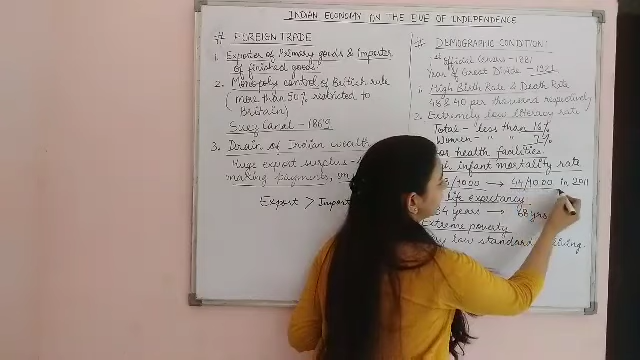 INDIAN ECONOMY ON THE EVE OF INDEPENDENCE
# FOREIGN TRADE
1. Exporter of Primary goods & importer
of finished goods.
2. Monopoly control of British rule
(more than 50% restricted to
Britain)
Suez Canal - 1869
3. Drain of Indian wealth
Huge export surplus
making payments,
Export > Import
# DEMOGRAPHIC CONDITION:
1st official Census - 1881
Year of Great Divide - 1921
1. High Birth Rate & Death Rate
48 & 40 per thousand respectively
2. Extremely low literacy rate
Total - less than 16%
Women - " " 7%
health facilities
infant mortality rate
/1000 → 44/1000 in 2011
life expectancy
years → 68 yrs
Extreme poverty
low standard